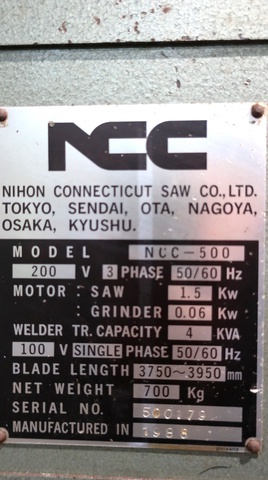 NCC
NIHON CONNECTICUT SAW CO., LTD.
TOKYO, SENDAI, OTA, NAGOYA,
OSAKA, KYUSHU.
MODEL NCC-500
200 V 3 PHASE 50/60 Hz
MOTOR : SAW 1.5 Kw
: GRINDER 0.06 Kw
WELDER TR. CAPACITY 4 KVA
100 V SINGLE PHASE 50/60 Hz
BLADE LENGTH 3750~3950 mm
NET WEIGHT 700 Kg
SERIAL NO.
MANUFACTURED IN